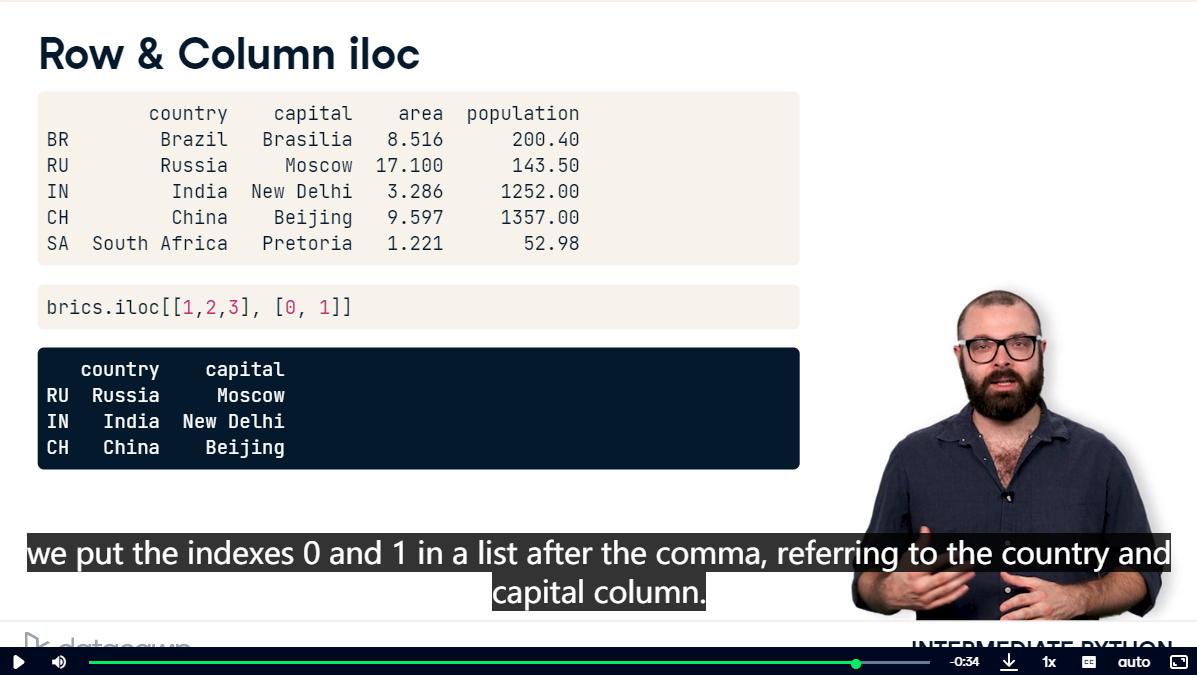 Row & Column iloc
country capital area population
BR Brazil Brasilia 8.516 200.40
RU Russia Moscow 17.100 143.50
IN India New Delhi 3.286 1252.00
CH China Beijing 9.597 1357.00
SA South Africa Pretoria 1.221 52.98
brics.iloc[[1,2,3], [0, 1]]
country capital
RU Russia Moscow
IN India New Delhi
CH China Beijing
we put the indexes 0 and 1 in a list after the comma, referring to the country and
capital column.
datacamp
INTERMEDIATE PYTHON
-0:34 1x CC auto